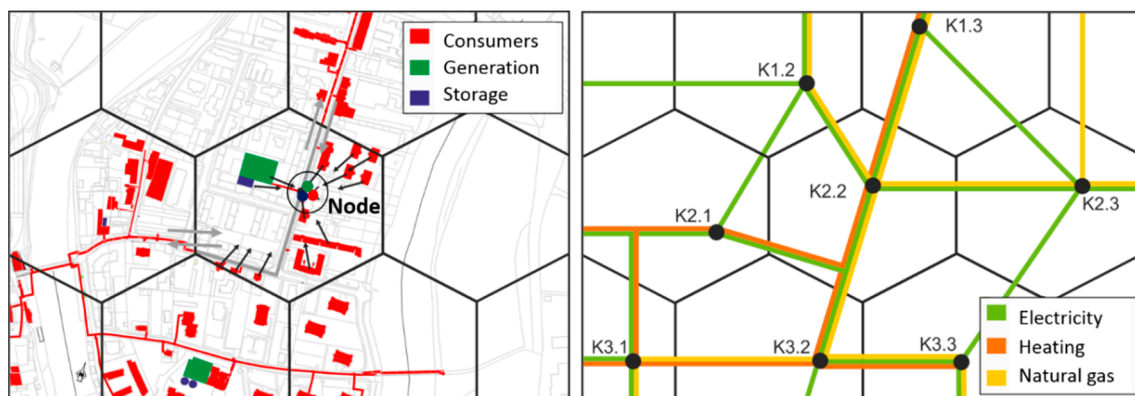 Consumers
Generation
Storage
Node
K1.3
K1.2
K2.2
K2.3
K2.1
K3.1
K3.2
K3.3
Electricity
Heating
Natural gas